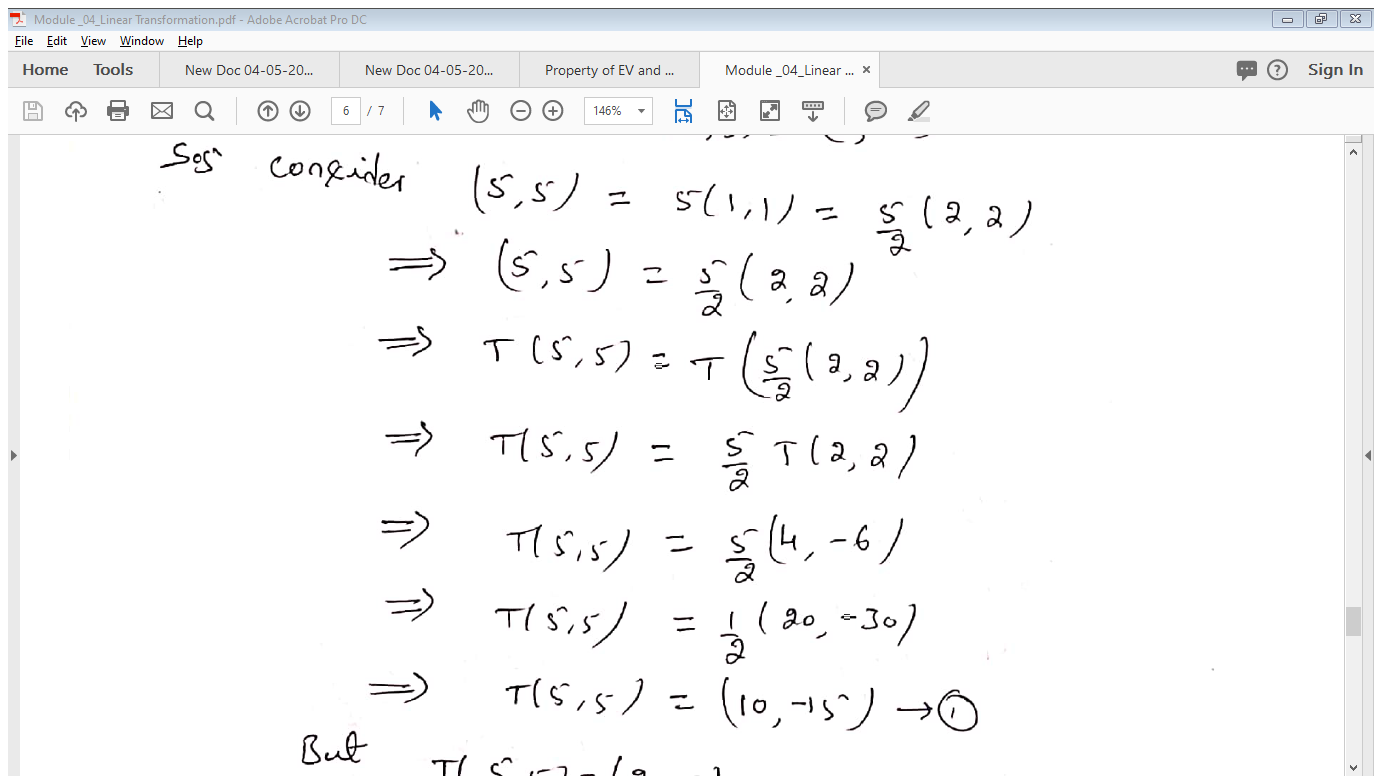 Module _04_Linear Transformation.pdf - Adobe Acrobat Pro DC
File Edit View Window Help
Home Tools New Doc 04-05-20... New Doc 04-05-20... Property of EV and ... Module _04_Linear ... × ? Sign In
6 / 7 146%
consider (5,5) = 5(1,1) = 5/2 (2,2)
⟹ (5,5) = 5/2 (2,2)
⟹ T(5,5) = T(5/2 (2,2))
⟹ T(5,5) = 5/2 T(2,2)
⟹ T(5,5) = 5/2 (4,-6)
⟹ T(5,5) = 1/2 (20,-30)
⟹ T(5,5) = (10,-15) → ①
But